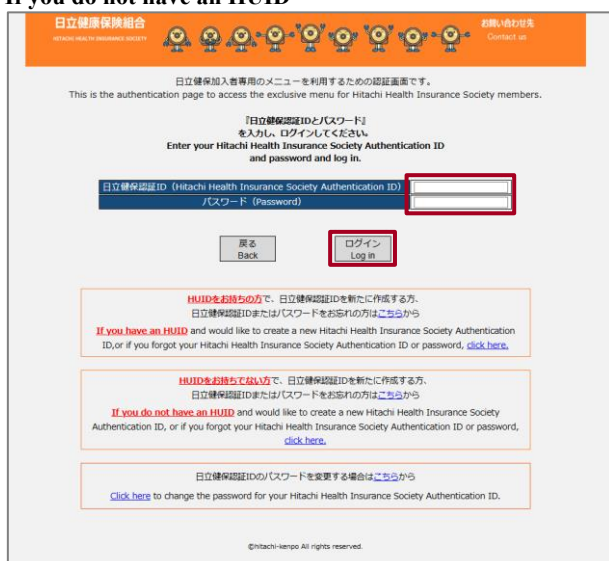 If you do not have an HUID
日立健康保険組合
HITACHI HEALTH INSURANCE SOCIETY
お問い合わせ先
Contact us
日立健保加入者専用のメニューを利用するための認証画面です。
This is the authentication page to access the exclusive menu for Hitachi Health Insurance Society members.
『日立健保認証IDとパスワード』
を入力し、ログインしてください。
Enter your Hitachi Health Insurance Society Authentication ID
and password and log in.
日立健保認証ID（Hitachi Health Insurance Society Authentication ID）
パスワード（Password）
戻る
Back
ログイン
Log in
HUIDをお持ちの方で、日立健保認証IDを新たに作成する方、
日立健保認証IDまたはパスワードをお忘れの方はこちらから
If you have an HUID and would like to create a new Hitachi Health Insurance Society Authentication
ID,or if you forgot your Hitachi Health Insurance Society Authentication ID or password, click here.
HUIDをお持ちでない方で、日立健保認証IDを新たに作成する方、
日立健保認証IDまたはパスワードをお忘れの方はこちらから
If you do not have an HUID and would like to create a new Hitachi Health Insurance Society
Authentication ID, or if you forgot your Hitachi Health Insurance Society Authentication ID or password,
click here.
日立健保認証IDのパスワードを変更する場合はこちらから
Click here to change the password for your Hitachi Health Insurance Society Authentication ID.
©hitachi-kenpo All rights reserved.